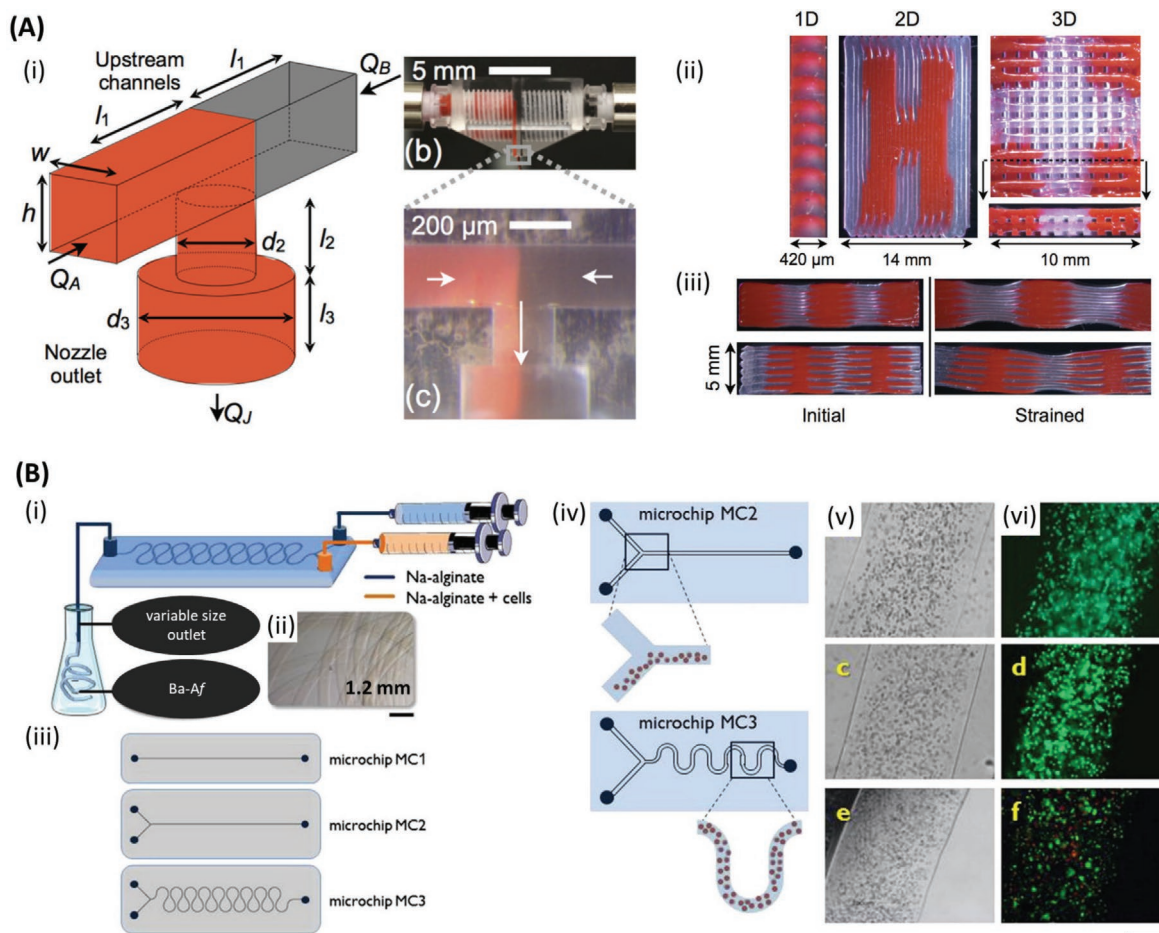 (A)
(i)
Upstream
channels
l1
l1
QB
w
h
QA
d2
l2
d3
l3
Nozzle
outlet
QJ
5 mm
(b)
200 µm
(c)
(ii)
1D
2D
3D
420 µm
14 mm
10 mm
(iii)
5 mm
Initial
Strained
(B)
(i)
Na-alginate
Na-alginate + cells
variable size
outlet
Ba-Af
(ii)
1.2 mm
(iii)
microchip MC1
microchip MC2
microchip MC3
(iv)
microchip MC2
microchip MC3
(v)
(vi)
c
d
e
f